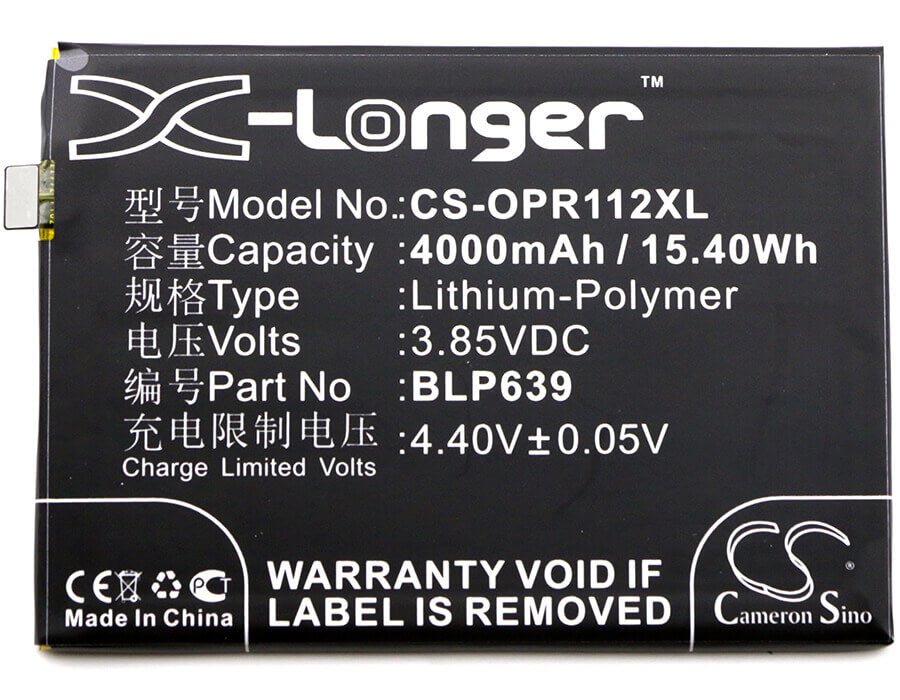 X-Longer™
型号Model No.:CS-OPR112XL
容量Capacity :4000mAh / 15.40Wh
规格Type :Lithium-Polymer
电压Volts :3.85VDC
编号Part No :BLP639
充电限制电压 :4.40V±0.05V
Charge Limited Volts
CE PCT
Made In China
WARRANTY VOID IF
LABEL IS REMOVED
CS®
Cameron Sino